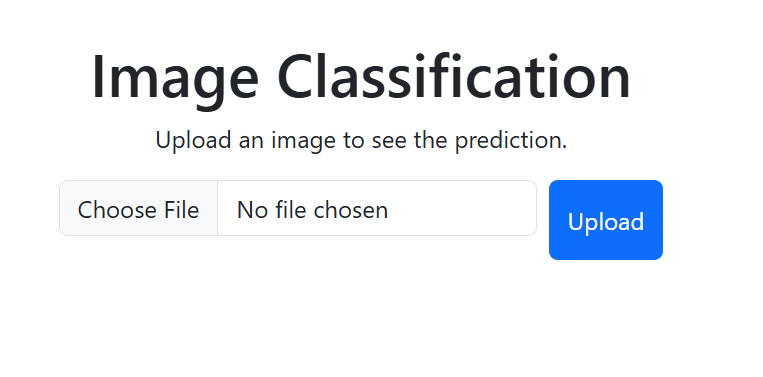 Image Classification
Upload an image to see the prediction.
Choose File No file chosen Upload